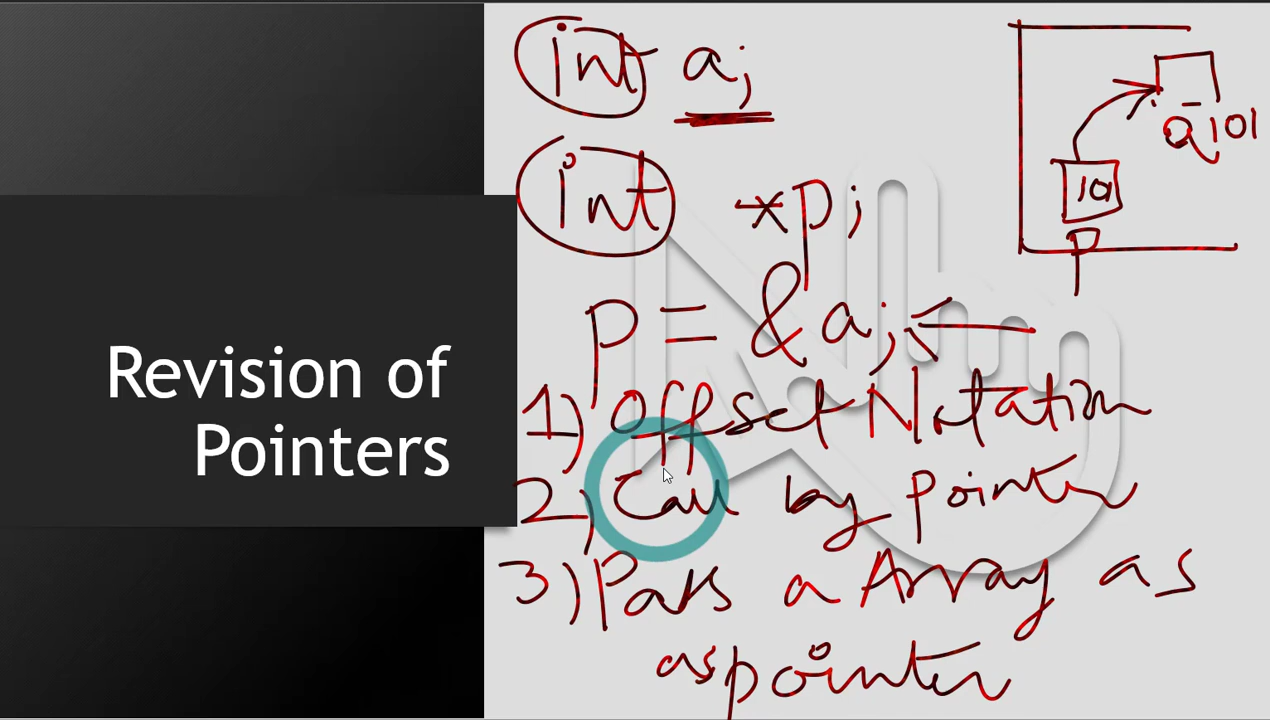 Revision of
Pointers
int a;
int *p;
p = &a;
1) Offset Notation
2) Call by pointer
3) Pass a Array as
as pointer
a 101
101
p